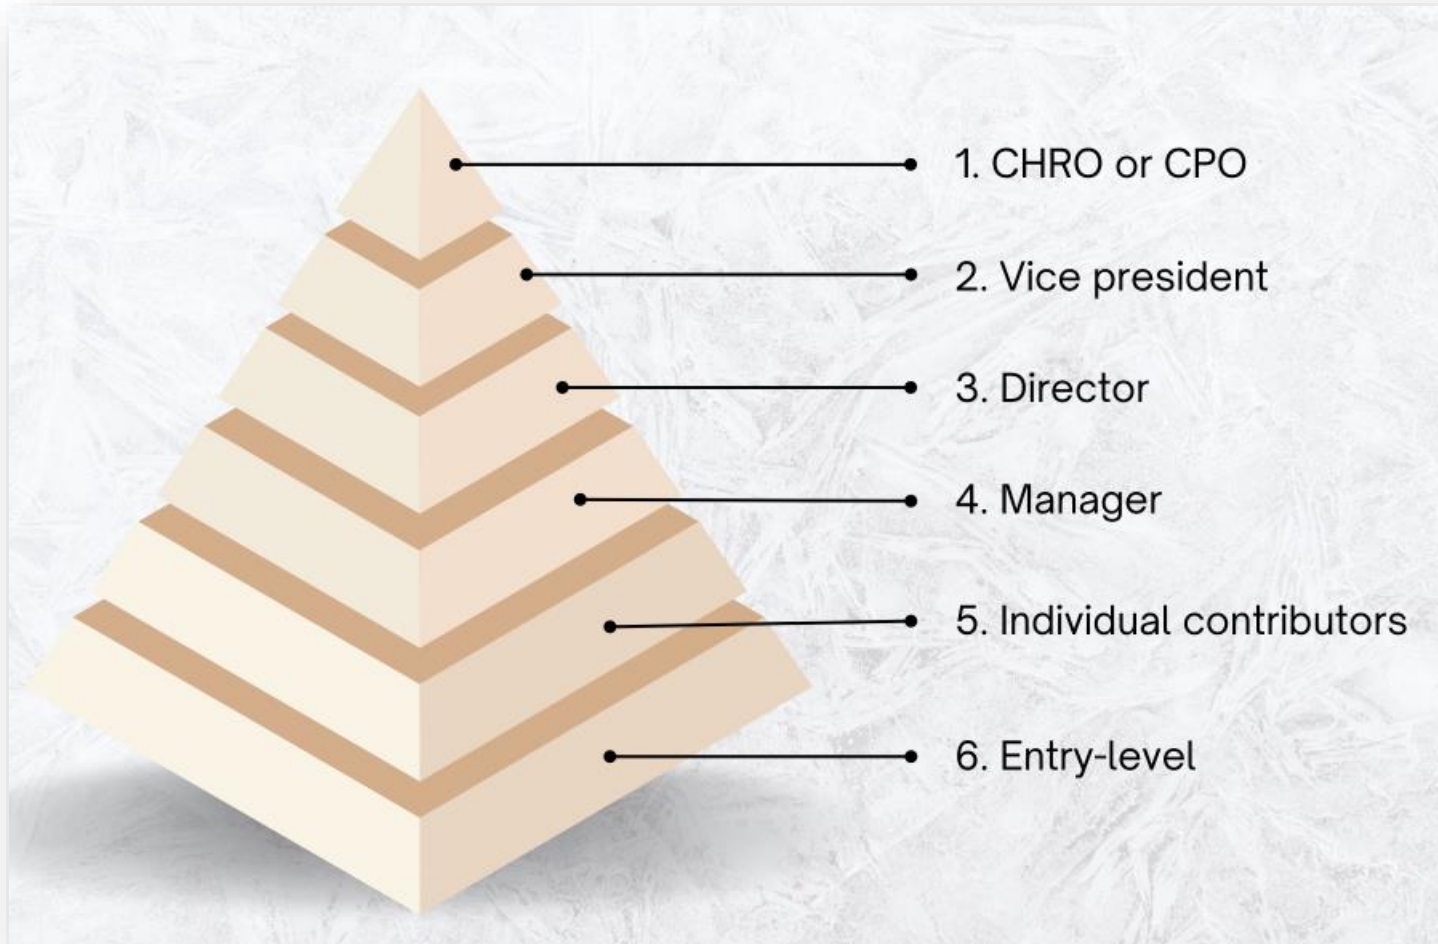 1. CHRO or CPO
2. Vice president
3. Director
4. Manager
5. Individual contributors
6. Entry-level